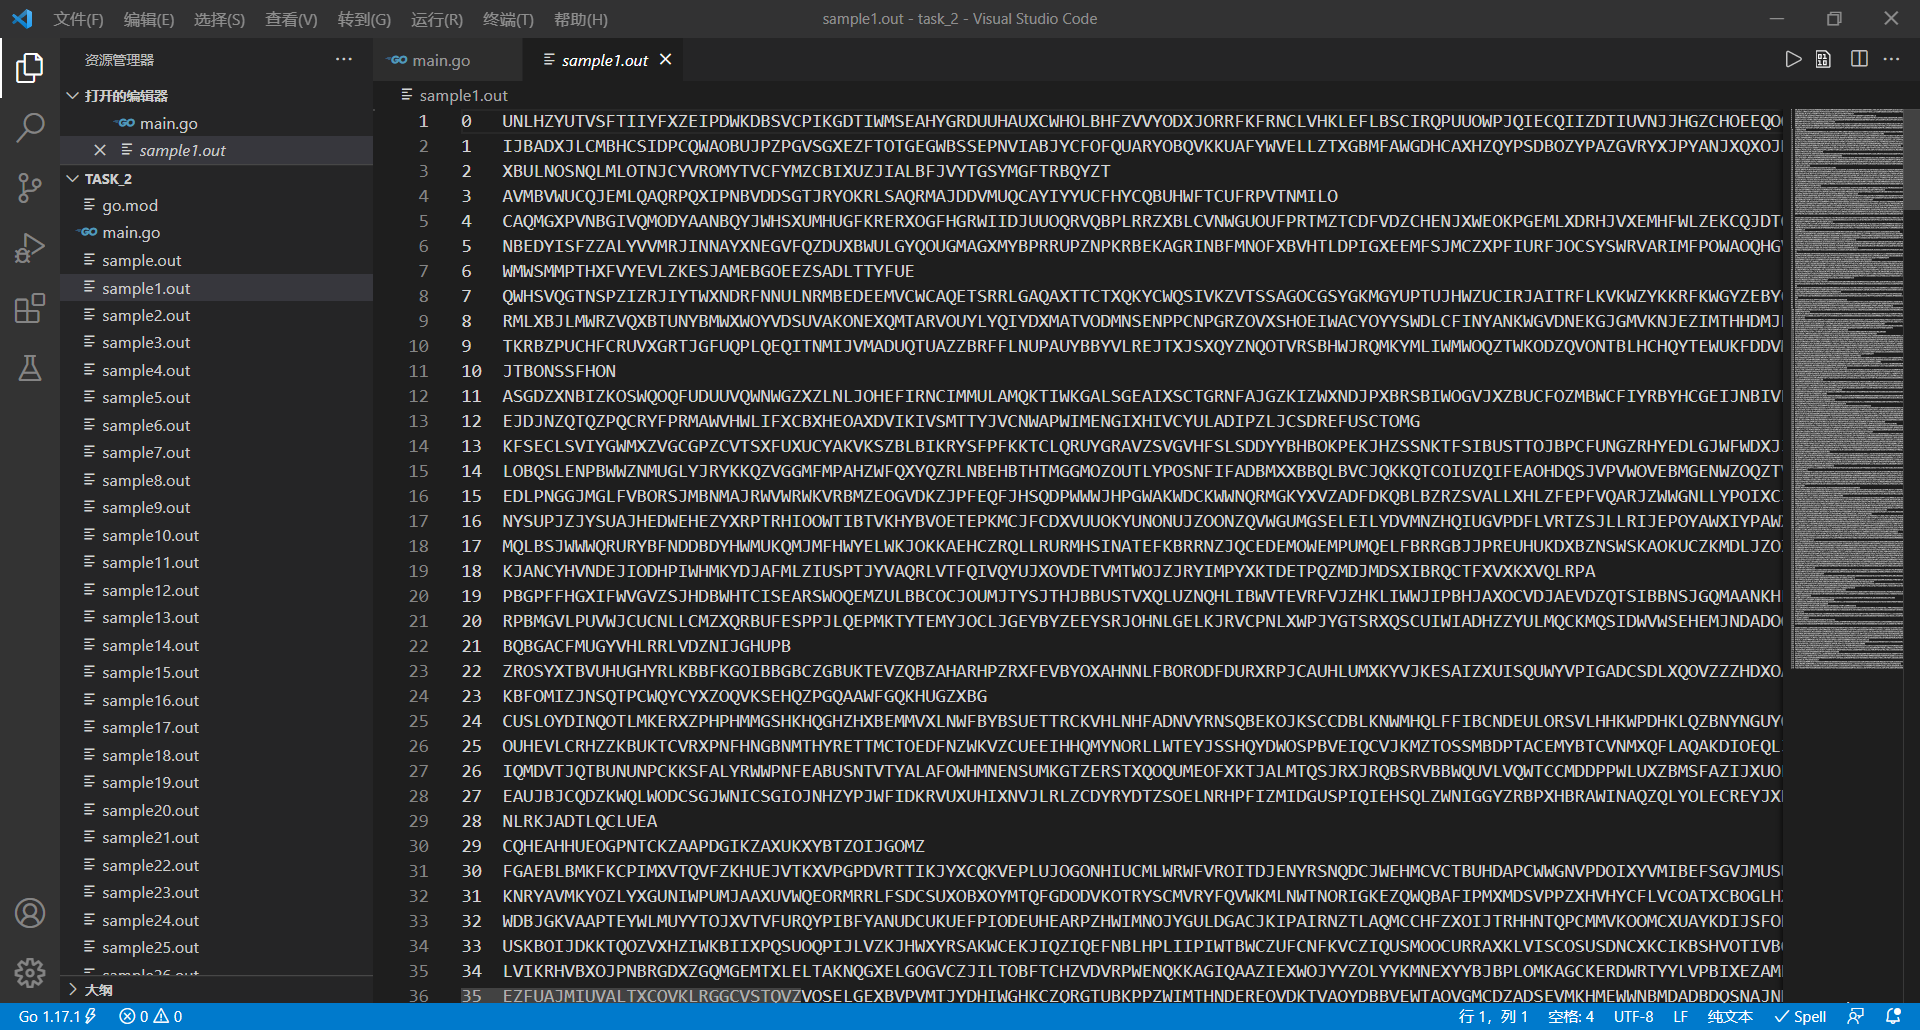 文件(F) 编辑(E) 选择(S) 查看(V) 转到(G) 运行(R) 终端(T) 帮助(H)
sample1.out - task_2 - Visual Studio Code
资源管理器
打开的编辑器
main.go
sample1.out
TASK_2
go.mod
main.go
sample.out
sample1.out
sample2.out
sample3.out
sample4.out
sample5.out
sample6.out
sample7.out
sample8.out
sample9.out
sample10.out
sample11.out
sample12.out
sample13.out
sample14.out
sample15.out
sample16.out
sample17.out
sample18.out
sample19.out
sample20.out
sample21.out
sample22.out
sample23.out
sample24.out
sample25.out
sample26.out
大纲
main.go sample1.out
sample1.out
1 0 UNLHZYUTVSFTIIYFXZEIPDWKDBSVCPIKGDTIWMSEAHYGRDUUHAUXCWHOLBHFZVVYODXJORRFKFRNCLVHKLEFLBSCIRQPUUOWPJQIECQIIZDTIUVNJJHGZCHOEEQO
2 1 IJBADXJLCMBHCSIDPCQWAOBUJPZPGVSGXEZFTOTGEGWBSSEPNVIABJYCFOFQUARYOBQVKKUAFYWVELLZTXGBMFAWGDHCAXHZQYPSDBOZYPAZGVRYXJPYANJXQXOJ
3 2 XBULNOSNQLMLOTNJCYVROMYTVCFYMZCBIXUZJIALBFJVYTGSYMGFTRBQYZT
4 3 AVMBVWUCQJEMLQAQRPQXIPNBVDDSGTJRYOKRLSAQRMAJDDVMUQCAYIYYUCFHYCQBUHWFTCUFRPVTNMILO
5 4 CAQMGXPVNBGIVQMODYAANBQYJWHSXUMHUGFKRERXOGFHGRWIIDJUUOQRVQBPLRRZXBLCVNWGUOUFPRTMZTCDFVDZCHENJXWEOKPGEMLXDRHJVXEMHFWLZEKCQJDT
6 5 NBEDYISFZZALYVVMRJINNAYXNEGVFQZDUXBWULGYQOUGMAGXMYBPRRUPZNPKRBEKAGRINBFMNOFXBVHTLDPIGXEEMFSJMCZXPFIURFJOCSYSWRVARIMFPOWAOQHG
7 6 WMWSMMPTHXFVYEVLZKESJAMEBGOEEZSADLTTYFUE
8 7 QWHSVQGTNSPZIZRJIYTWXNDRFNNULNRMBEDEEMVCWCAQETSRRLGAQAXTTCTXQKYCWQSIVKZVTSSAGOCGSYGKMGYUPTUJHWZUCIRJAITRFLKVKWZYKKRFKWGYZEBY
9 8 RMLXBJLMWRZVQXBTUNYBMWXWOYVDSUVAKONEXQMTARVOUYLYQIYDXMATVODMNSENPPCNPGRZOVXSHOEIWACYOYYSWDLCFINYANKWGVDNEKGJGMVKNJEZIMTHHDMJ
10 9 TKRBZPUCHFCRUVXGRTJGFUQPLQEQITNMIJVMADUQTUAZZBRFFLNUPAUYBBYVLREJTXJSXQYZNQOTVRSBHWJRQMKYMLIWMWOQZTWKODZQVONTBLHCHQYTEWUKFDDV
11 10 JTBONSSFHON
12 11 ASGDZXNBIZKOSWQOQFUDUUVQWNWGZXZLNLJOHEFIRNCIMMULAMQKTIWKGALSGEAIXSCTGRNFAJGZKIZWXNDJPXBRSBIWOGVJXZBUCFOZMBWCFIYRBYHCGEIJNBIV
13 12 EJDJNZQTQZPQCRYFPRMAWVHWLIFXCBXHEOAXDVIKIVSMTTYJVCNWAPWIMENGIXHIVCYULADIPZLJCSDREFUSCTOMG
14 13 KFSECLSVIYGWMXZVGCGPZCVTSXFUXUCYAKVKSZBLBIKRYSFPFKKTCLQRUYGRAVZSVGVHFSLSDDYYBHBOKPEKJHZSSNKTFSIBUSTTOJBPCFUNGZRHYEDLGJWFWDXJ
15 14 LOBQSLENPBWWZNMUGLYJRYKKQZVGGMFMPAHZWFQXYQZRLNBEHBTHTMGGMOZOUTLYPOSNFIFADBMXXBBQLBVCJQKKQTCOIUZQIFEAOHDQSJVPVWOVEBMGENWZOQZT
16 15 EDLPNGGJMGLFVBORSJMBNMAJRWVWRWKVRBMZEOGVDKZJPFEQFJHSQDPWWWJHPGWAKWDCKWWNQRMGKYXVZADFDKQBLBZRZSVALLXHLZFEPFVQARJZWWGNLLYPOIXC
17 16 NYSUPJZJYSUAJHEDWEHEZYXRPTRHIOOWTIBTVKHYBVOETEPKMCJFCDXVUUOKYUNONUJZOONZQVWGUMGSELEILYDVMNZHQIUGVPDFLVRTZSJLLRIJEPOYAWXIYPAW
18 17 MQLBSJWWWQRURYBFNDDBDYHWMUKQMJMFHWYELWKJOKKAEHCZRQLLRURMHSINATEFKBRRNZJQCEDEMOWEMPUMQELFBRRGBJJPREUHUKDXBZNSWSKAOKUCZKMDLJZO
19 18 KJANCYHVNDEJIODHPIWHMKYDJAFMLZIUSPTJYVAQRLVTFQIVQYUJXOVDETVMTWOJZJRYIMPYXKTDETPQZMDJMDSXIBRQCTFXVXKXVQLRPA
20 19 PBGPFFHGXIFWVGVZSJHDBWHTCISEARSWOQEMZULBBCOCJOUMJTYSJTHJBBUSTVXQLUZNQHLIBWVTEVRFVJZHKLIWWJIPBHJAXOCVDJAEVDZQTSIBBNSJGQMAANKH
21 20 RPBMGVLPUVWJCUCNLLCMZXQRBUFESPPJLQEPMKTYTEMYJOCLJGEYBYZEEYSRJOHNLGELKJRVCPNLXWPJYGTSRXQSCUIWIADHZZYULMQCKMQSIDWVWSEHEMJNDADO
22 21 BQBGACFMUGYVHLRRLVDZNIJGHUPB
23 22 ZROSYXTBVUHUGHYRLKBBFKGOIBBGBCZGBUKTEVZQBZAHARHPZRXFEVBYOXAHNNLFBORODFDURXRPJCAUHLUMXKYVJKESAIZXUISQUWYVPIGADCSDLXQOVZZZHDXO
24 23 KBFOMIZJNSQTPCWQYCYXZOQVKSEHQZPGQAAWFGQKHUGZXBG
25 24 CUSLOYDINQOTLMKERXZPHPHMMGSHKHQGHZHXBEMMVXLNWFBYBSUETTRCKVHLNHFADNVYRNSQBEKOJKSCCDBLKNWMHQLFFIBCNDEULORSVLHHKWPDHKLQZBNYNGUY
26 25 OUHEVLCRHZZKBUKTCVRXPNFHNGBNMTHYRETTMCTOEDFNZWKVZCUEEIHHQMYNORLLWTEYJSSHQYDWOSPBVEIQCVJKMZTOSSMBDPTACEMYBTCVNMXQFLAQAKDIOEQL
27 26 IQMDVTJQTBUNUNPCKKSFALYRWWPNFEABUSNTVTYALAFOWHMNENSUMKGTZERSTXQOQUMEOFXKTJALMTQSJRXJRQBSRVBBWQUVLVQWTCCMDDPPWLUXZBMSFAZIJXUO
28 27 EAUJBJCQDZKWQLWODCSGJWNICSGIOJNHZYPJWFIDKRVUXUHIXNVJLRLZCDYRYDTZSOELNRHPFIZMIDGUSPIQIEHSQLZWNIGGYZRBPXHBRAWINAQZQLYOLECREYJX
29 28 NLRKJADTLQCLUEA
30 29 CQHEAHHUEOGPNTCKZAAPDGIKZAXUKXYBTZOIJGOMZ
31 30 FGAEBLBMKFKCPIMXVTQVFZKHUEJVTKXVPGPDVRTTIKJYXCQKVEPLUJOGONHIUCMLWRWFVROITDJENYRSNQDCJWEHMCVCTBUHDAPCWWGNVPDOIXYVMIBEFSGVJMUS
32 31 KNRYAVMKYOZLYXGUNIWPUMJAAXUVWQEORMRRLFSDCSUXOBXOYMTQFGDODVKOTRYSCMVRYFQVWKMLNWTNORIGKEZQWQBAFIPMXMDSVPPZXHVHYCFLVCOATXCBOGLH
33 32 WDBJGKVAAPTEYWLMUYYTOJXVTVFURQYPIBFYANUDCUKUEFPIODEUHEARPZHWIMNOJYGULDGACJKIPAIRNZTLAQMCCHFZXOIJTRHHNTQPCMMVKOOMCXUAYKDIJSFO
34 33 USKBOIJDKKTQOZVXHZIWKBIIXPQSUOQPIJLVZKJHWXYRSAKWCEKJIQZIQEFNBLHPLIIPIWTBWCZUFCNFKVCZIQUSMOOCURRAXKLVISCOSUSDNCXKCIKBSHVOTIVB
35 34 LVIKRHVBXOJPNBRGDXZGQMGEMTXLELTAKNQGXELGOGVCZJILTOBFTCHZVDVRPWENQKKAGIQAAZIEXWOJYYZOLYYKMNEXYYBJBPLOMKAGCKERDWRTYYLVPBIXEZAM
36 35 EZFUAJMIUVALTXCOVKLRGGCVSTQVZVOSELGEXBVPVMTJYDHIWGHKCZQRGTUBKPPZWIMTHNDEREOVDKTVAOYDBBVEWTAOVGMCDZADSEVMKHMEWWNBMDADBDQSNAJN
Go 1.17.1 0 0 行 1，列 1 空格: 4 UTF-8 LF 纯文本 Spell